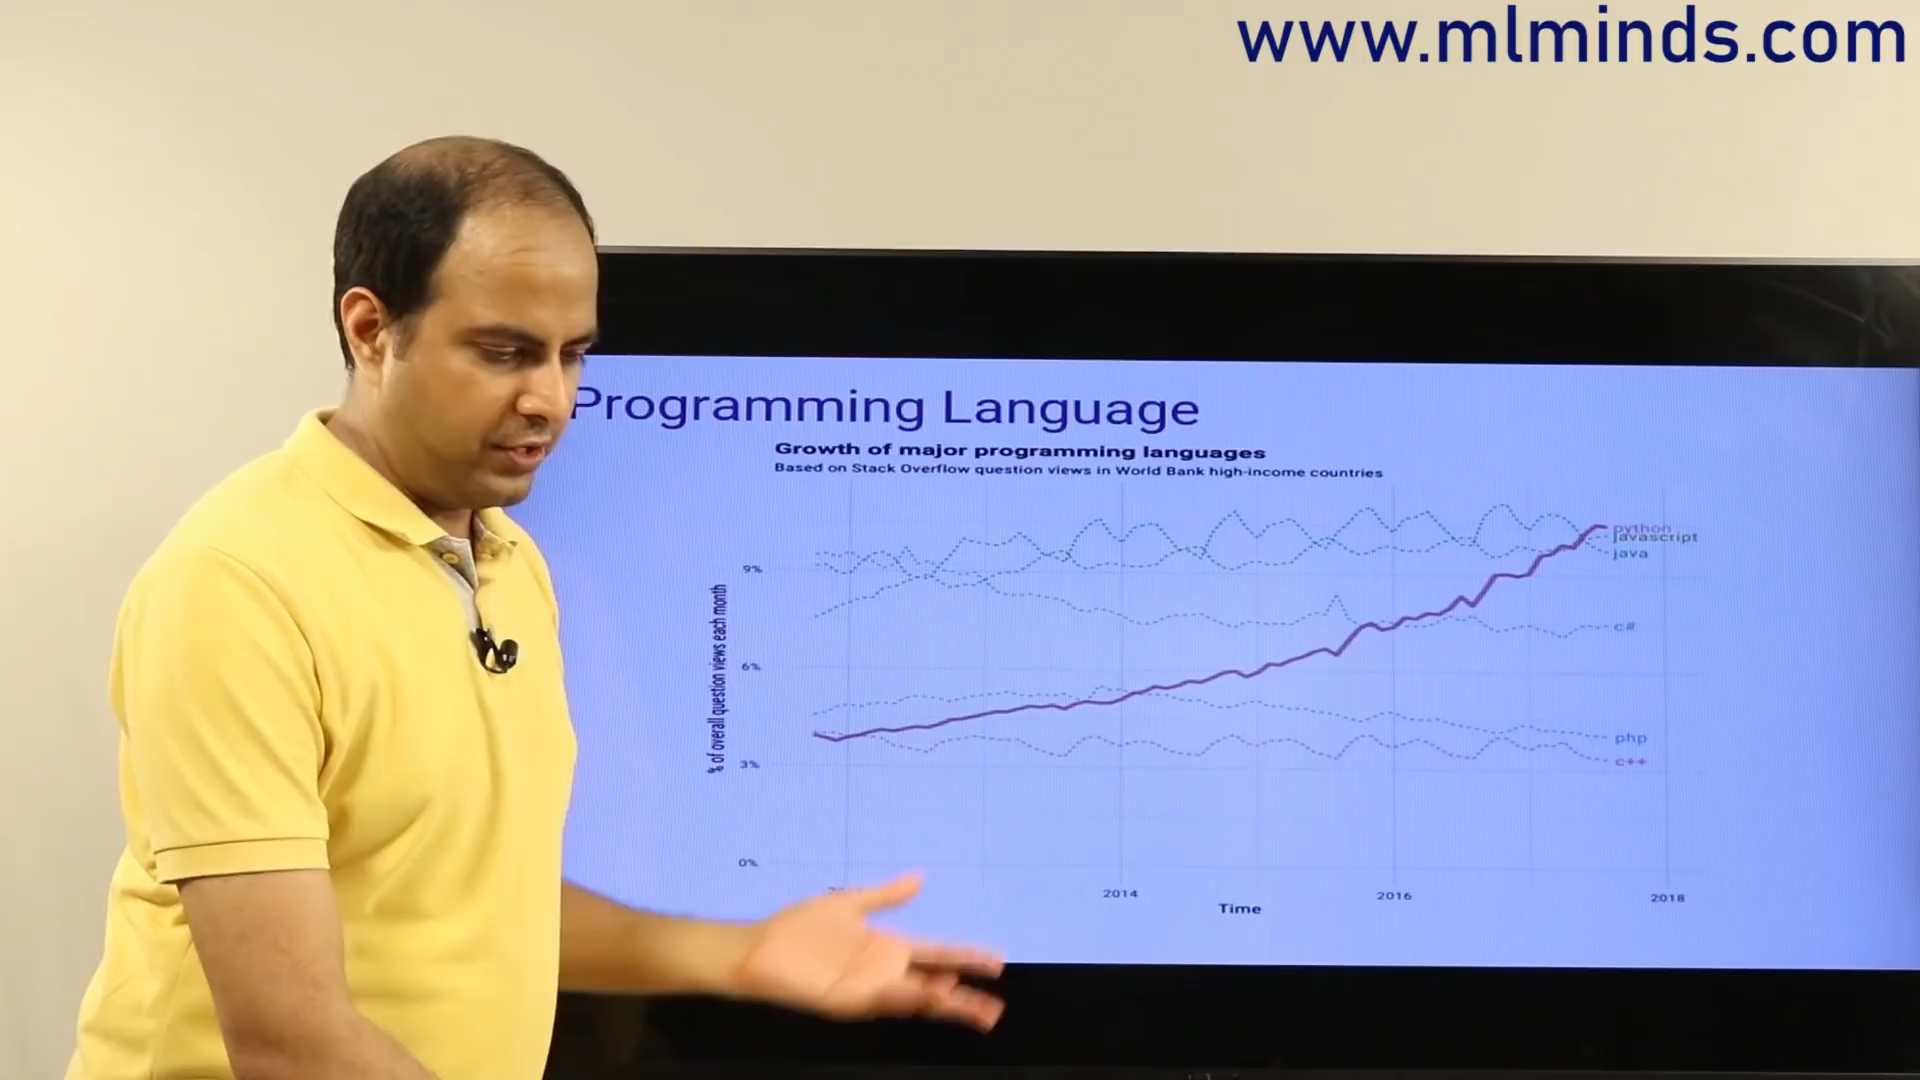 www.mlminds.com
Programming Language
Growth of major programming languages
Based on Stack Overflow question views in World Bank high-income countries
% of overall question views each month
9%
6%
3%
0%
python
javascript
java
c#
php
c++
2014
2016
2018
Time